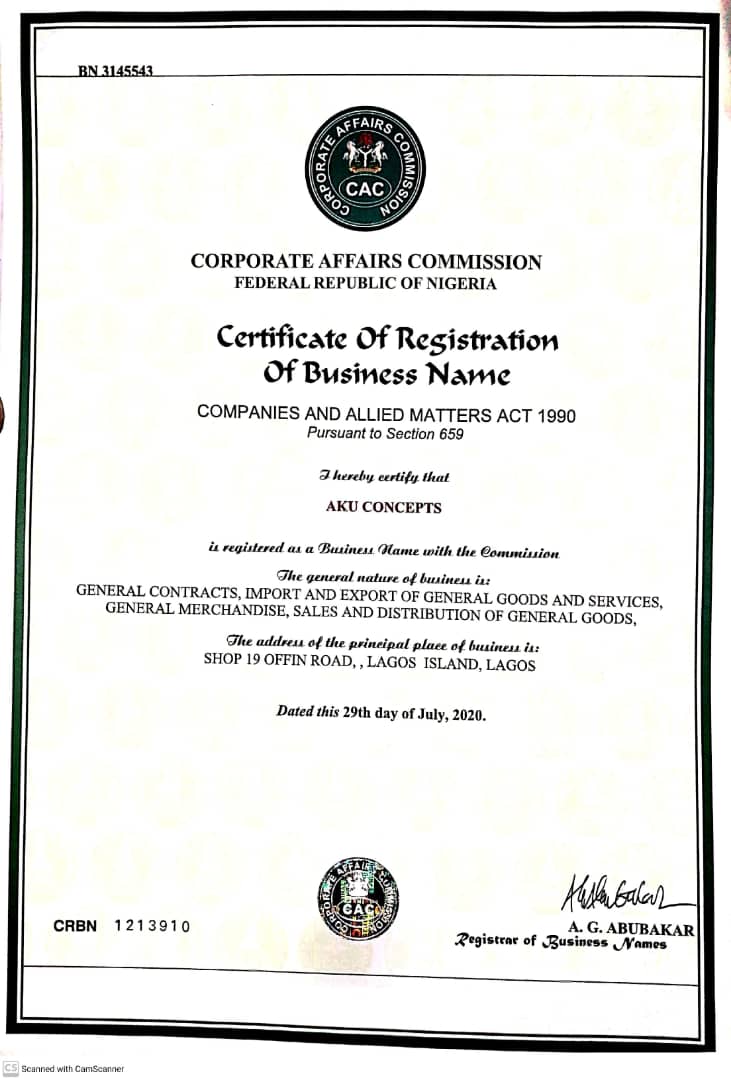 BN 3145543
CORPORATE AFFAIRS COMMISSION
CAC
CORPORATE AFFAIRS COMMISSION
FEDERAL REPUBLIC OF NIGERIA
Certificate Of Registration
Of Business Name
COMPANIES AND ALLIED MATTERS ACT 1990
Pursuant to Section 659
I hereby certify that
AKU CONCEPTS
is registered as a Business Name with the Commission
The general nature of business is:
GENERAL CONTRACTS, IMPORT AND EXPORT OF GENERAL GOODS AND SERVICES,
GENERAL MERCHANDISE, SALES AND DISTRIBUTION OF GENERAL GOODS,
The address of the principal place of business is:
SHOP 19 OFFIN ROAD, , LAGOS ISLAND, LAGOS
Dated this 29th day of July, 2020.
CORPORATE AFFAIRS COMMISSION
CAC
CRBN 1213910
A. G. ABUBAKAR
Registrar of Business Names
CS Scanned with CamScanner